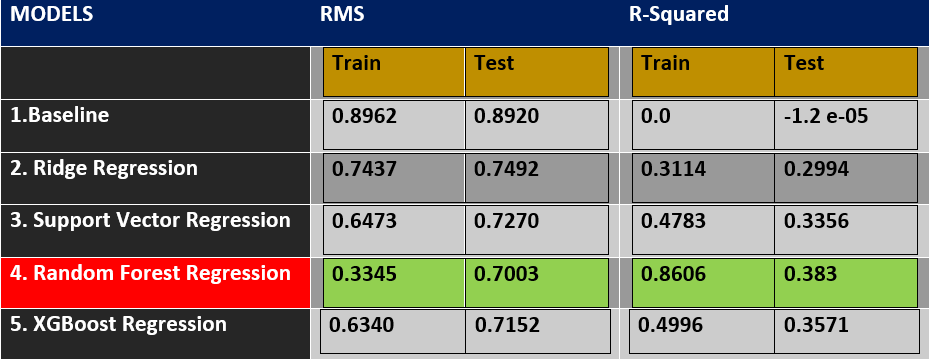 MODELS RMS R-Squared
Train Test Train Test
1.Baseline 0.8962 0.8920 0.0 -1.2 e-05
2. Ridge Regression 0.7437 0.7492 0.3114 0.2994
3. Support Vector Regression 0.6473 0.7270 0.4783 0.3356
4. Random Forest Regression 0.3345 0.7003 0.8606 0.383
5. XGBoost Regression 0.6340 0.7152 0.4996 0.3571